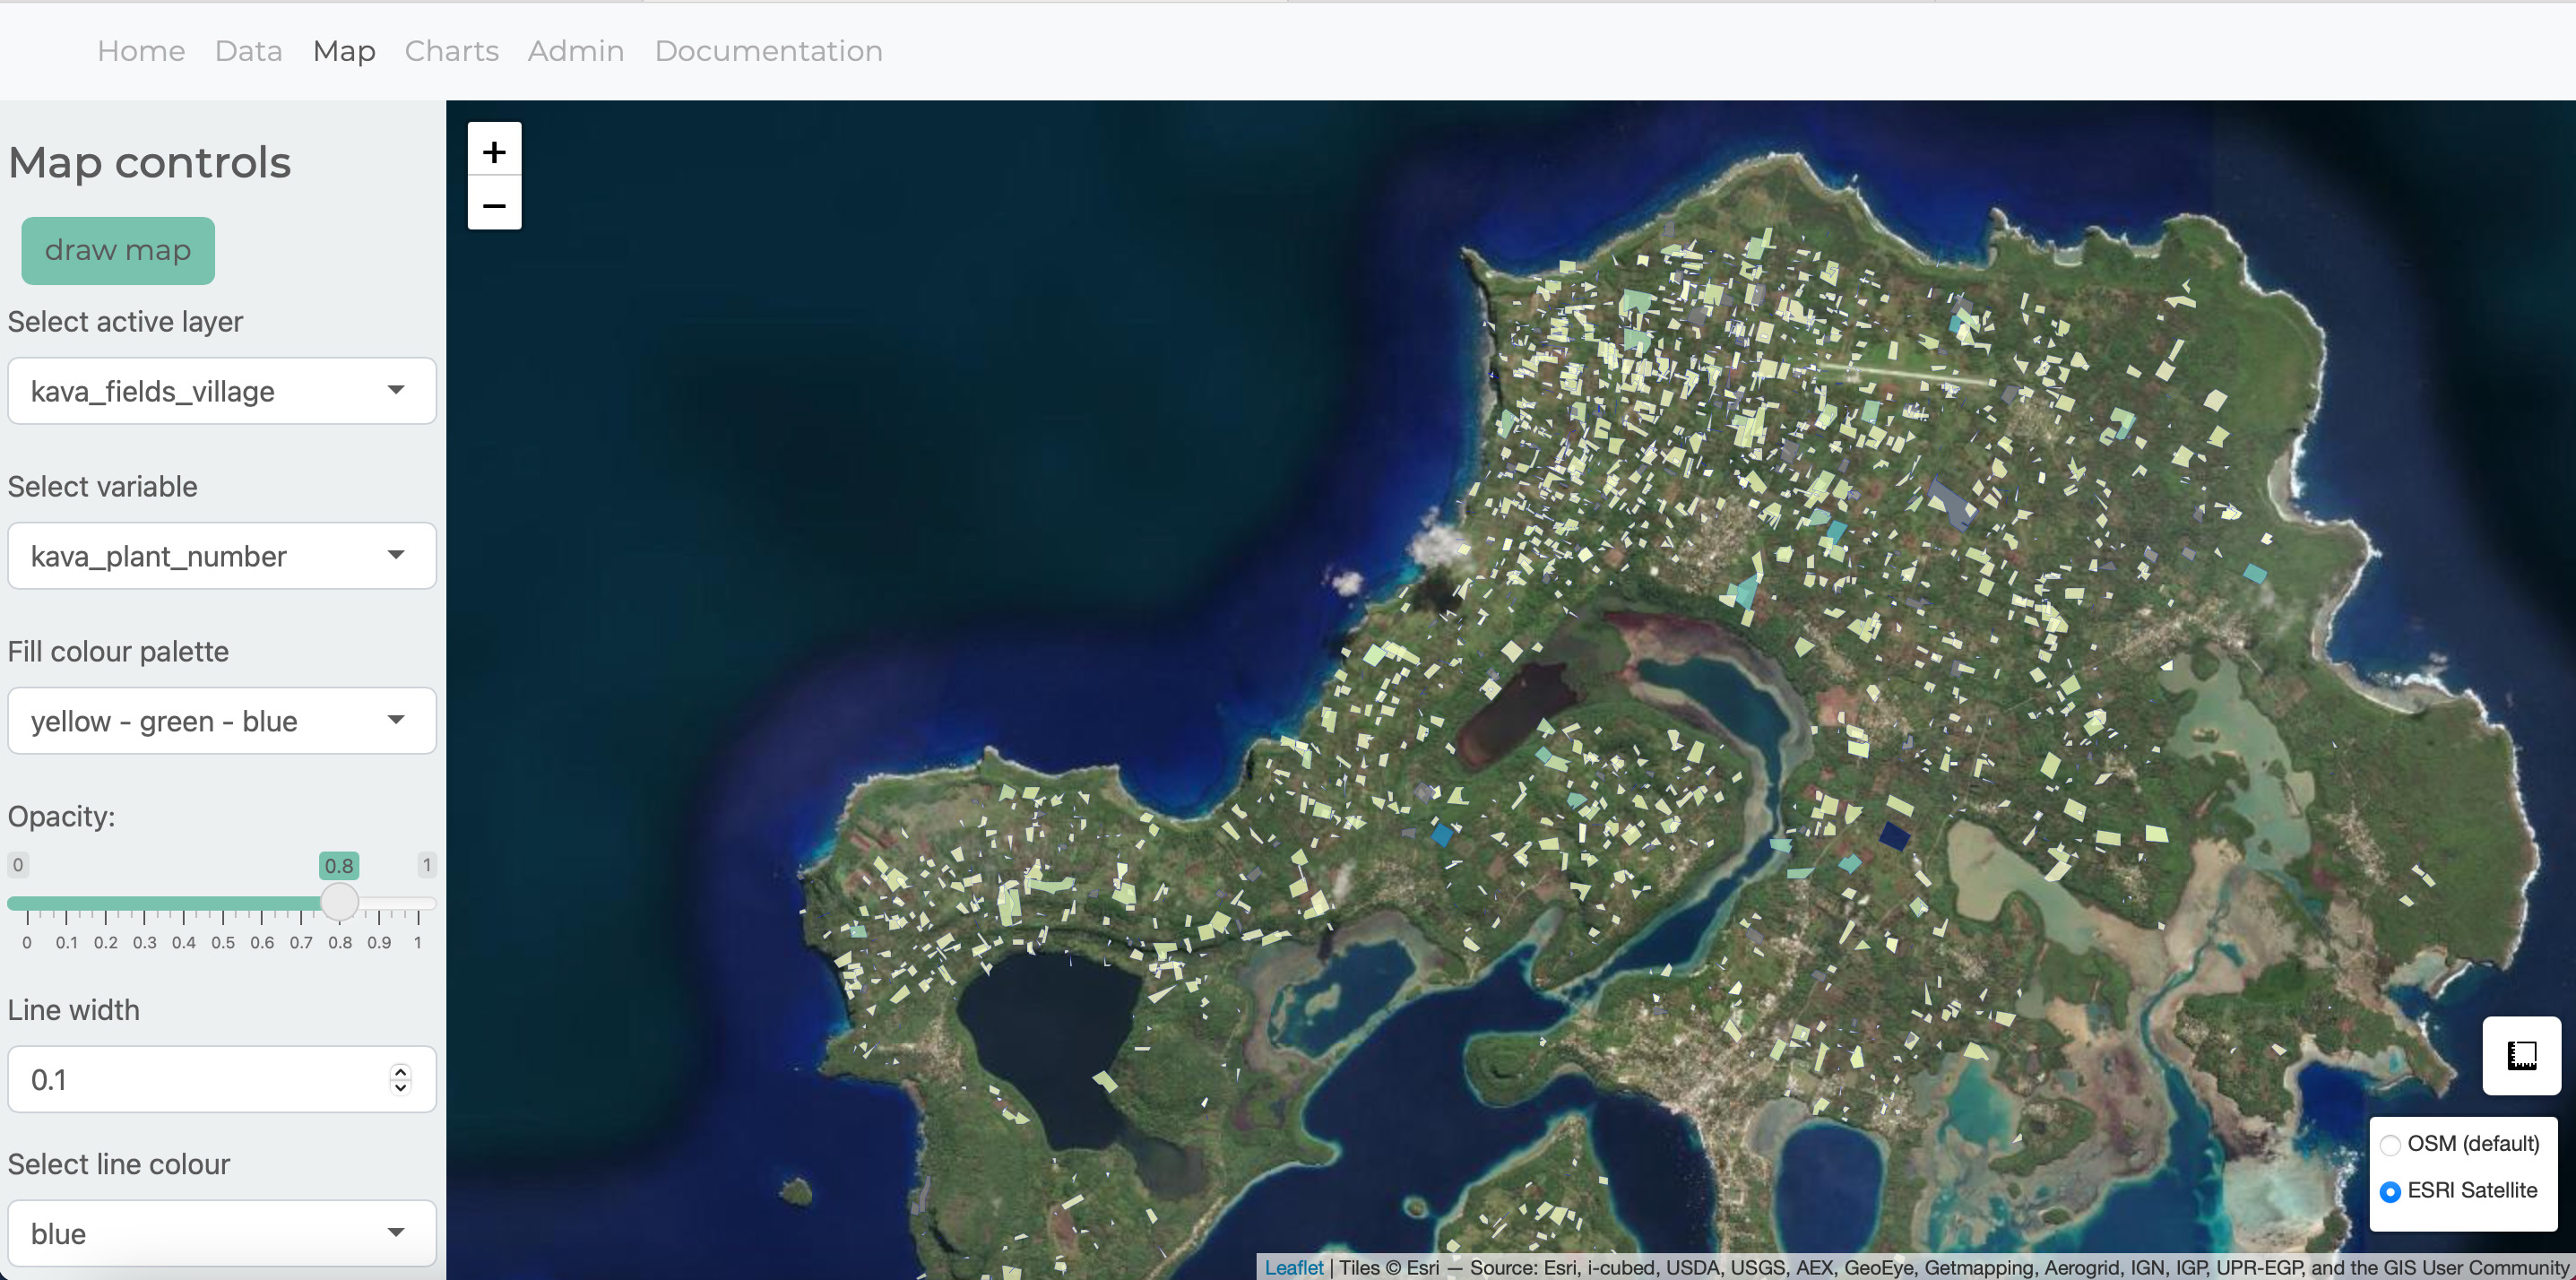 Home Data Map Charts Admin Documentation
Map controls
draw map
Select active layer
kava_fields_village
Select variable
kava_plant_number
Fill colour palette
yellow - green - blue
Opacity:
0 0.8 1
0 0.1 0.2 0.3 0.4 0.5 0.6 0.7 0.8 0.9 1
Line width
0.1
Select line colour
blue
+
−
OSM (default)
ESRI Satellite
Leaflet | Tiles © Esri — Source: Esri, i-cubed, USDA, USGS, AEX, GeoEye, Getmapping, Aerogrid, IGN, IGP, UPR-EGP, and the GIS User Community